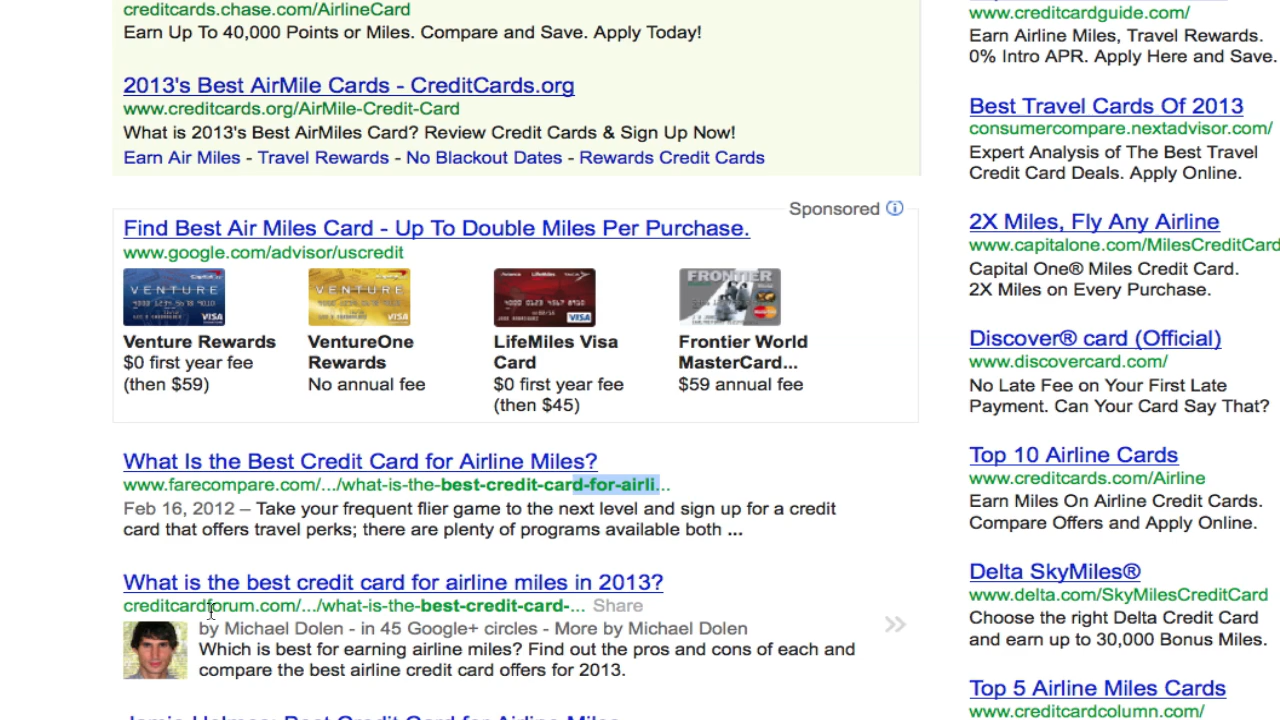 creditcards.chase.com/AirlineCard
Earn Up To 40,000 Points or Miles. Compare and Save. Apply Today!
2013's Best AirMile Cards - CreditCards.org
www.creditcards.org/AirMile-Credit-Card
What is 2013's Best AirMiles Card? Review Credit Cards & Sign Up Now!
Earn Air Miles - Travel Rewards - No Blackout Dates - Rewards Credit Cards
Sponsored
Find Best Air Miles Card - Up To Double Miles Per Purchase.
www.google.com/advisor/uscredit
VENTURE
VISA
VENTURE
VISA
LifeMiles
VISA
FRONTIER
MasterCard
Venture Rewards
$0 first year fee
(then $59)
VentureOne
Rewards
No annual fee
LifeMiles Visa
Card
$0 first year fee
(then $45)
Frontier World
MasterCard...
$59 annual fee
What Is the Best Credit Card for Airline Miles?
www.farecompare.com/.../what-is-the-best-credit-card-for-airli...
Feb 16, 2012 – Take your frequent flier game to the next level and sign up for a credit
card that offers travel perks; there are plenty of programs available both ...
What is the best credit card for airline miles in 2013?
creditcardforum.com/.../what-is-the-best-credit-card-... Share
by Michael Dolen - in 45 Google+ circles - More by Michael Dolen
Which is best for earning airline miles? Find out the pros and cons of each and
compare the best airline credit card offers for 2013.
Jamie Holmes: Best Credit Card for Airline Miles
www.creditcardguide.com/
Earn Airline Miles, Travel Rewards.
0% Intro APR. Apply Here and Save.
Best Travel Cards Of 2013
consumercompare.nextadvisor.com/
Expert Analysis of The Best Travel
Credit Card Deals. Apply Online.
2X Miles, Fly Any Airline
www.capitalone.com/MilesCreditCard
Capital One® Miles Credit Card.
2X Miles on Every Purchase.
Discover® card (Official)
www.discovercard.com/
No Late Fee on Your First Late
Payment. Can Your Card Say That?
Top 10 Airline Cards
www.creditcards.com/Airline
Earn Miles On Airline Credit Cards.
Compare Offers and Apply Online.
Delta SkyMiles®
www.delta.com/SkyMilesCreditCard
Choose the right Delta Credit Card
and earn up to 30,000 Bonus Miles.
Top 5 Airline Miles Cards
www.creditcardcolumn.com/